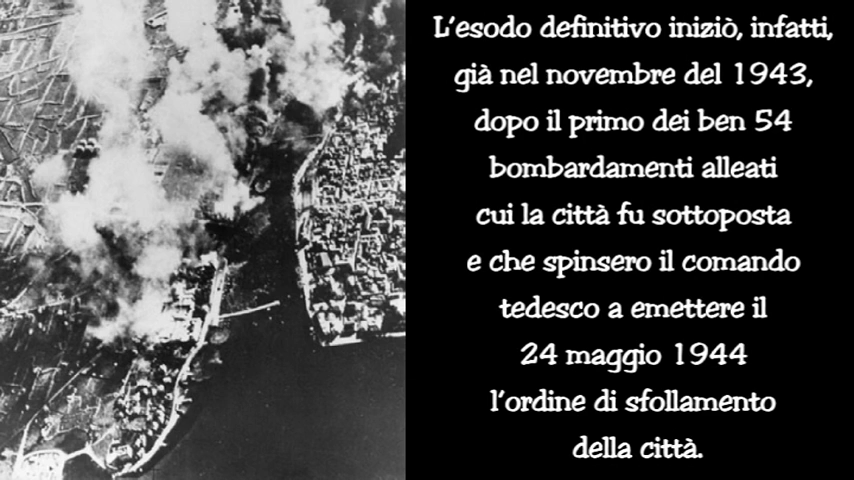 L'esodo definitivo iniziò, infatti,
già nel novembre del 1943,
dopo il primo dei ben 54
bombardamenti alleati
cui la città fu sottoposta
e che spinsero il comando
tedesco a emettere il
24 maggio 1944
l'ordine di sfollamento
della città.